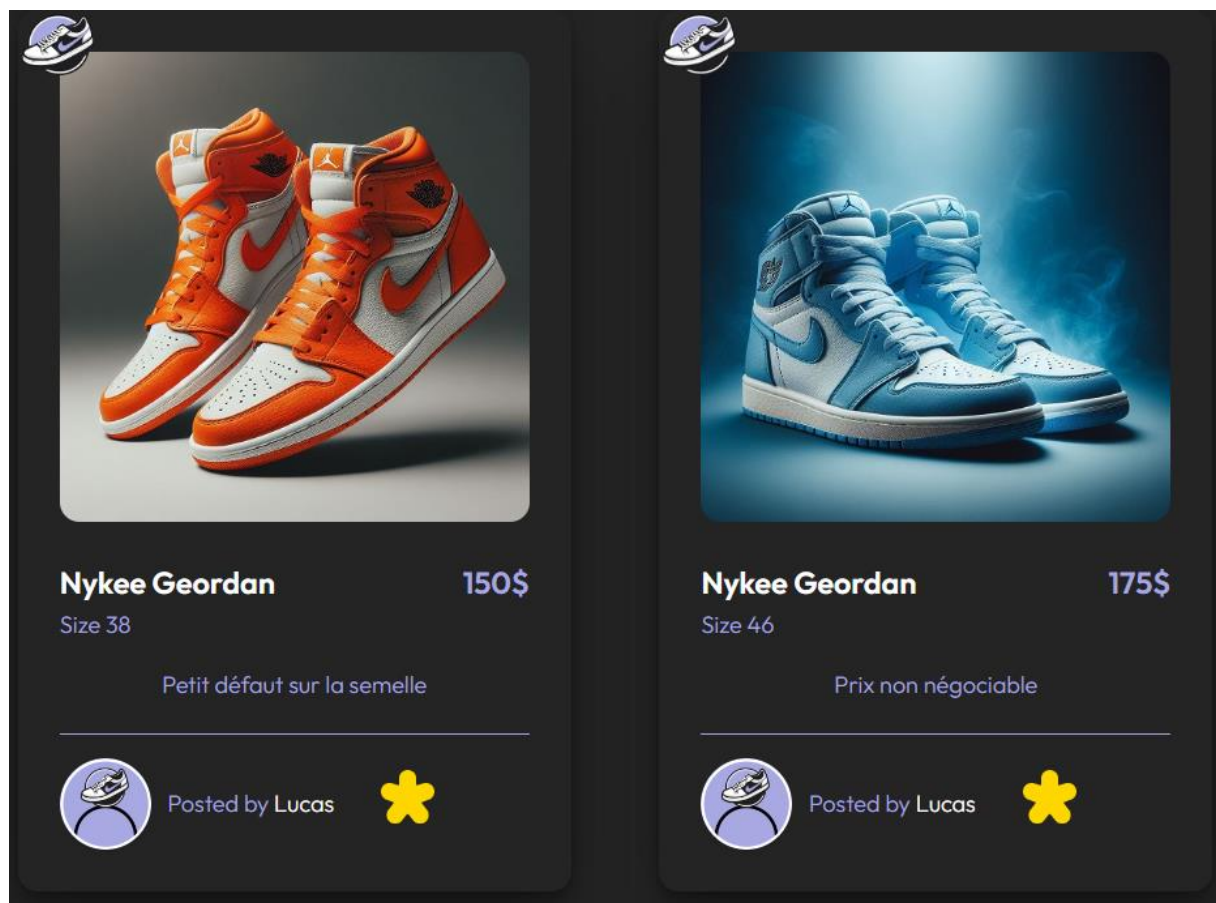 Nykee Geordan
150$
Size 38
Petit défaut sur la semelle
Posted by Lucas
Nykee Geordan
175$
Size 46
Prix non négociable
Posted by Lucas